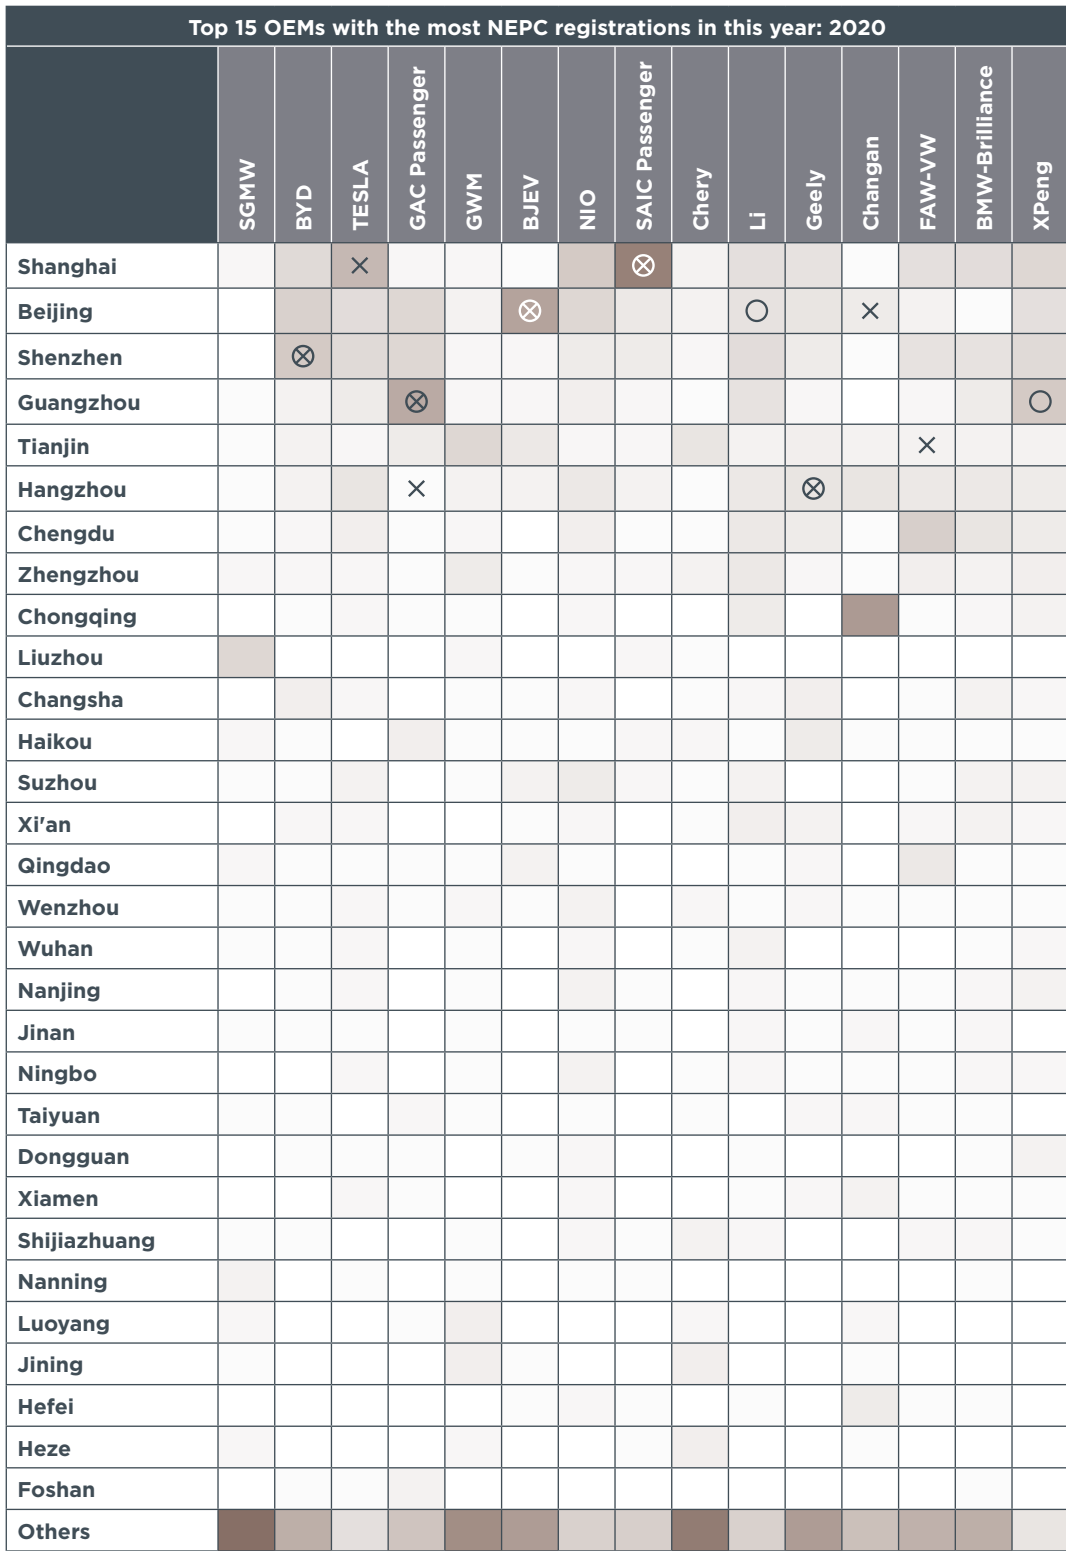 Top 15 OEMs with the most NEPC registrations in this year: 2020
SGMW
BYD
TESLA
GAC Passenger
GWM
BJEV
NIO
SAIC Passenger
Chery
Li
Geely
Changan
FAW-VW
BMW-Brilliance
XPeng
Shanghai
Beijing
Shenzhen
Guangzhou
Tianjin
Hangzhou
Chengdu
Zhengzhou
Chongqing
Liuzhou
Changsha
Haikou
Suzhou
Xi'an
Qingdao
Wenzhou
Wuhan
Nanjing
Jinan
Ningbo
Taiyuan
Dongguan
Xiamen
Shijiazhuang
Nanning
Luoyang
Jining
Hefei
Heze
Foshan
Others